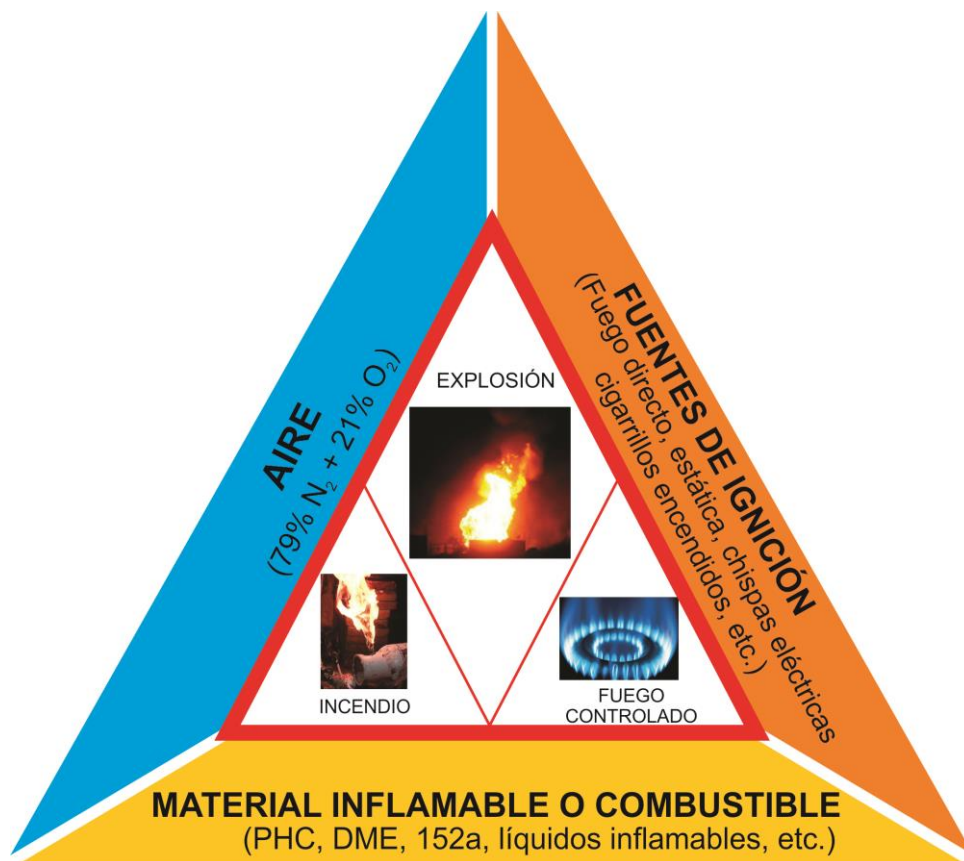 AIRE
(79% N₂ + 21% O₂)
FUENTES DE IGNICIÓN
(Fuego directo, estática, chispas eléctricas
cigarrillos encendidos, etc.)
EXPLOSIÓN
INCENDIO
FUEGO
CONTROLADO
MATERIAL INFLAMABLE O COMBUSTIBLE
(PHC, DME, 152a, líquidos inflamables, etc.)